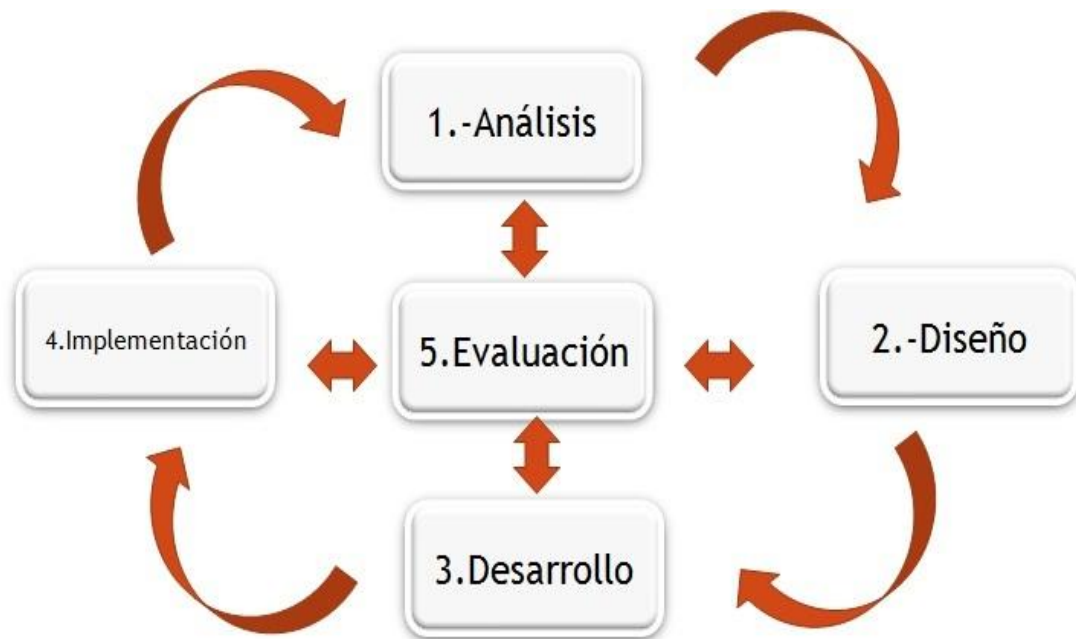 1.-Análisis
4.Implementación
5.Evaluación
2.-Diseño
3.Desarrollo